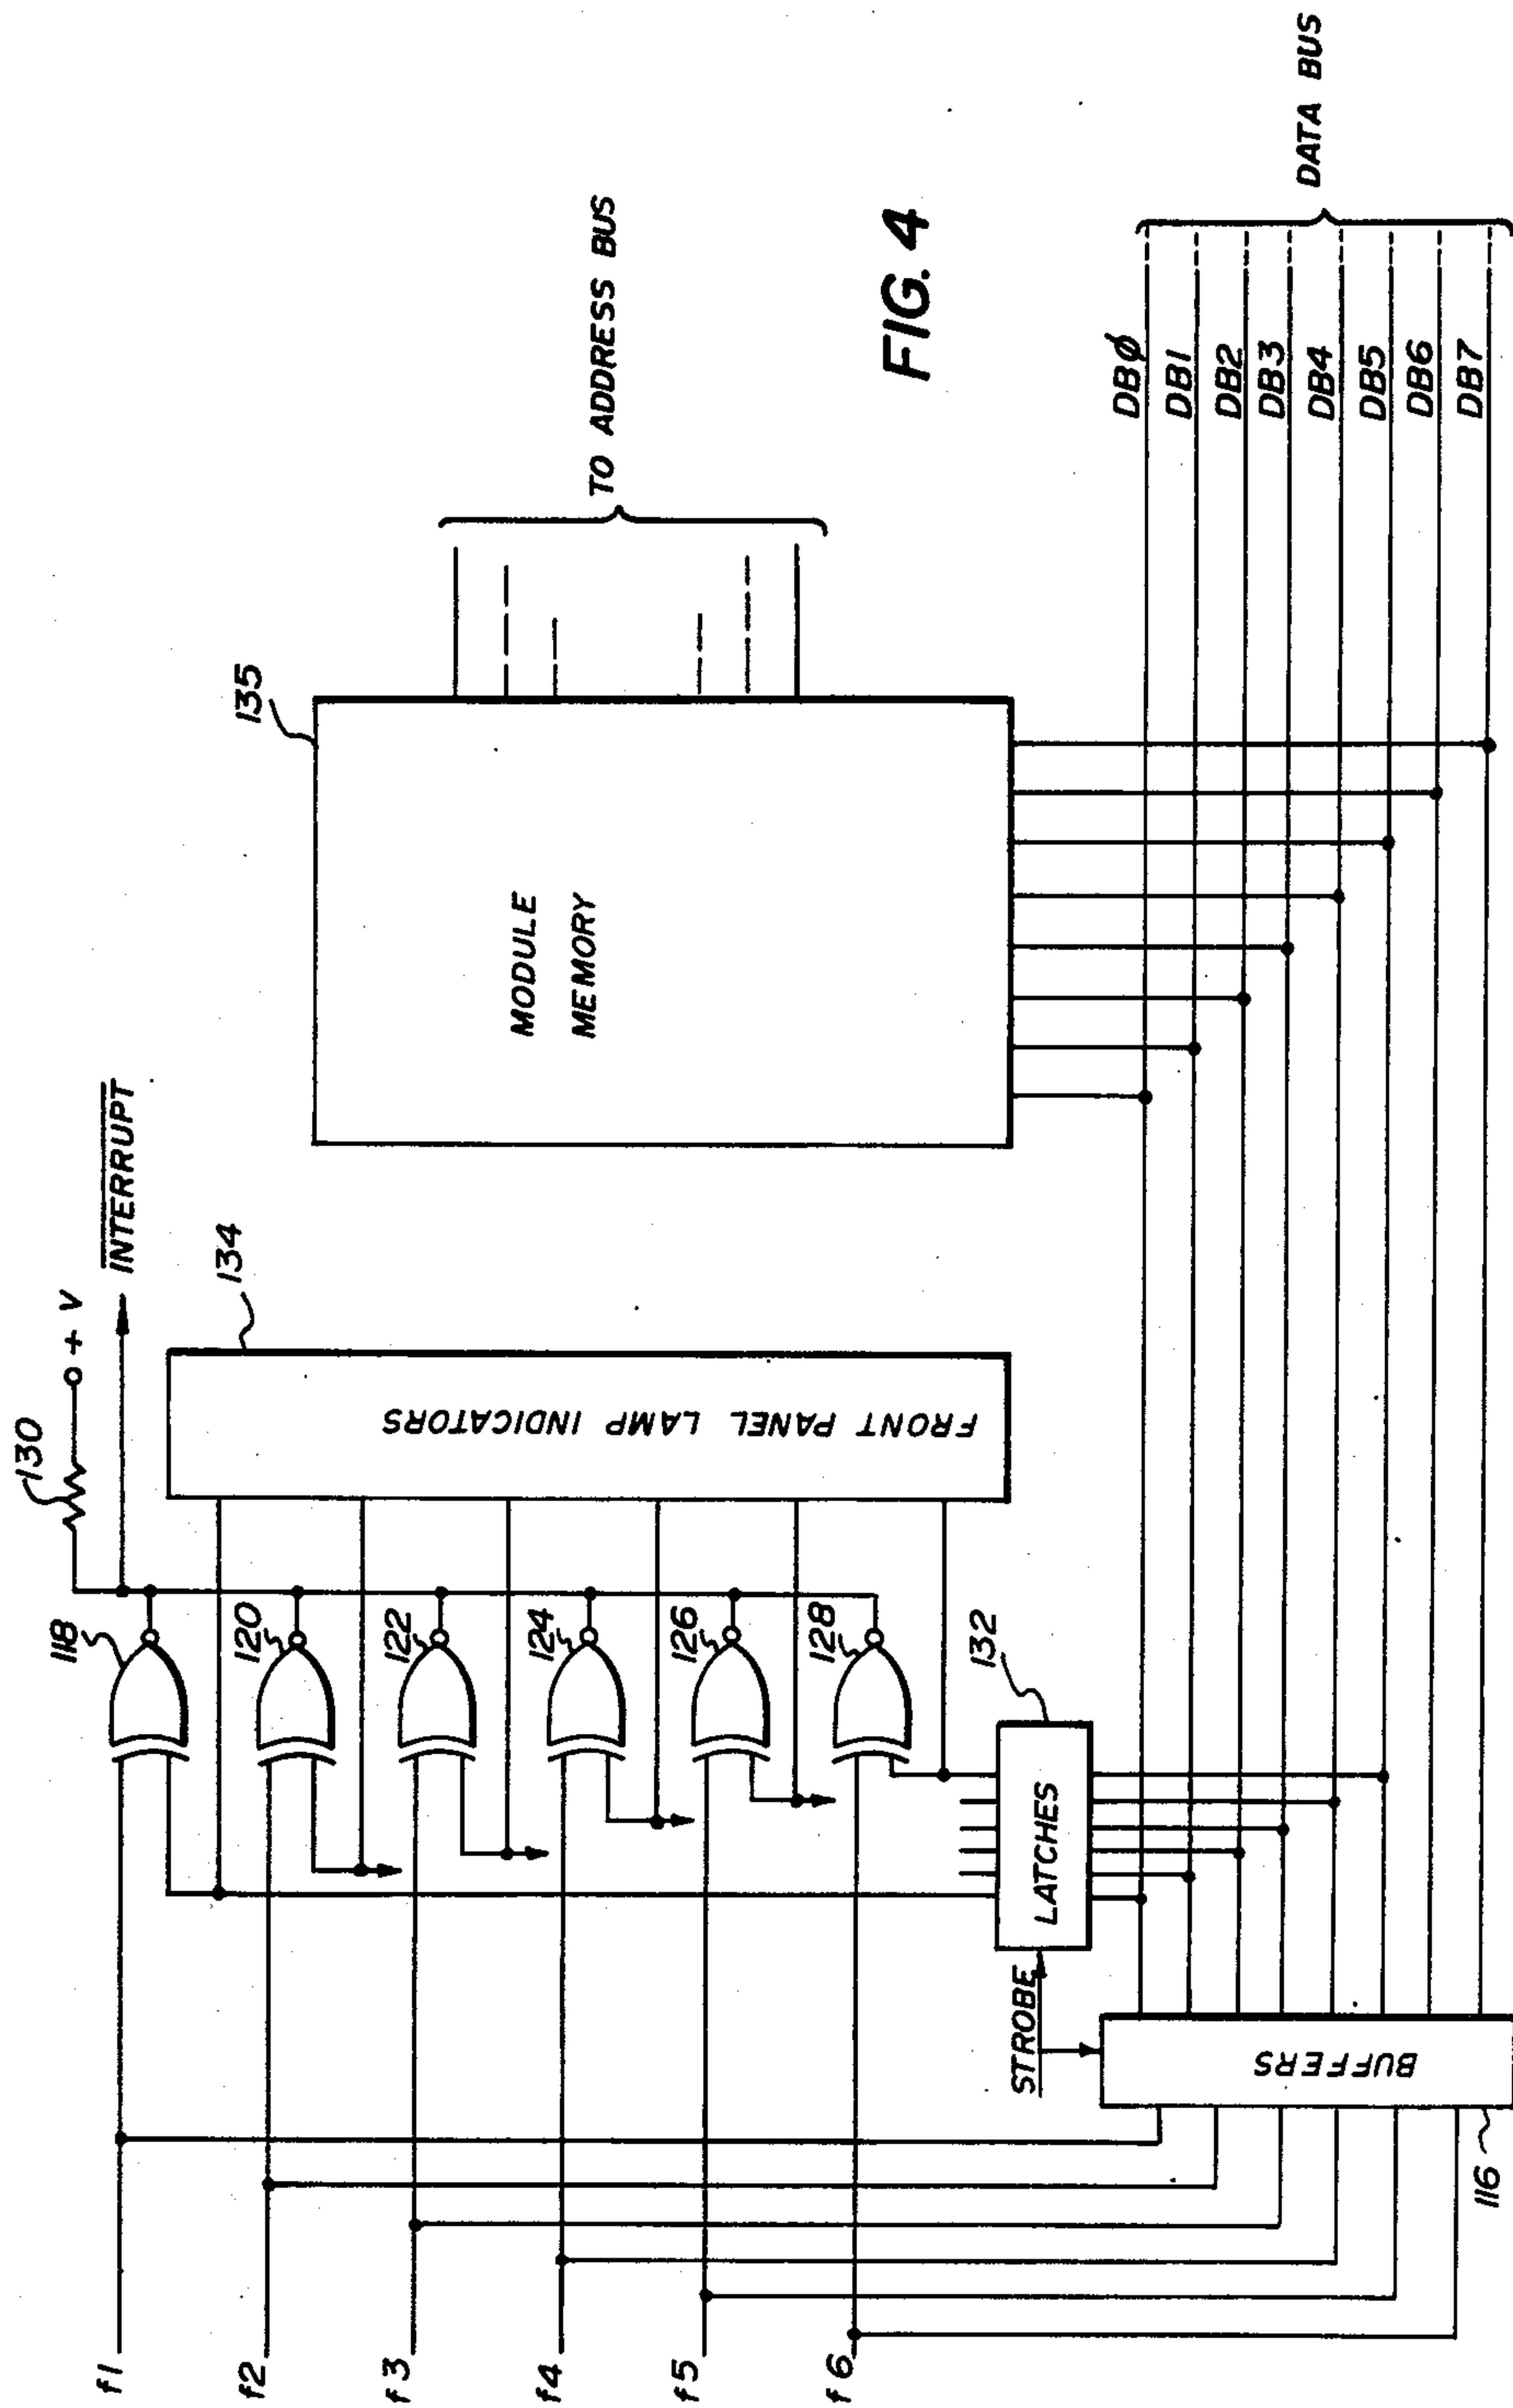 130
+ V
INTERRUPT
118
120
122
124
126
128
134
FRONT PANEL LAMP INDICATORS
135
MODULE
MEMORY
TO ADDRESS BUS
FIG. 4
f1
f2
f3
f4
f5
f6
STROBE
132
LATCHES
BUFFERS
116
DBØ
DB1
DB2
DB3
DB4
DB5
DB6
DB7
DATA BUS